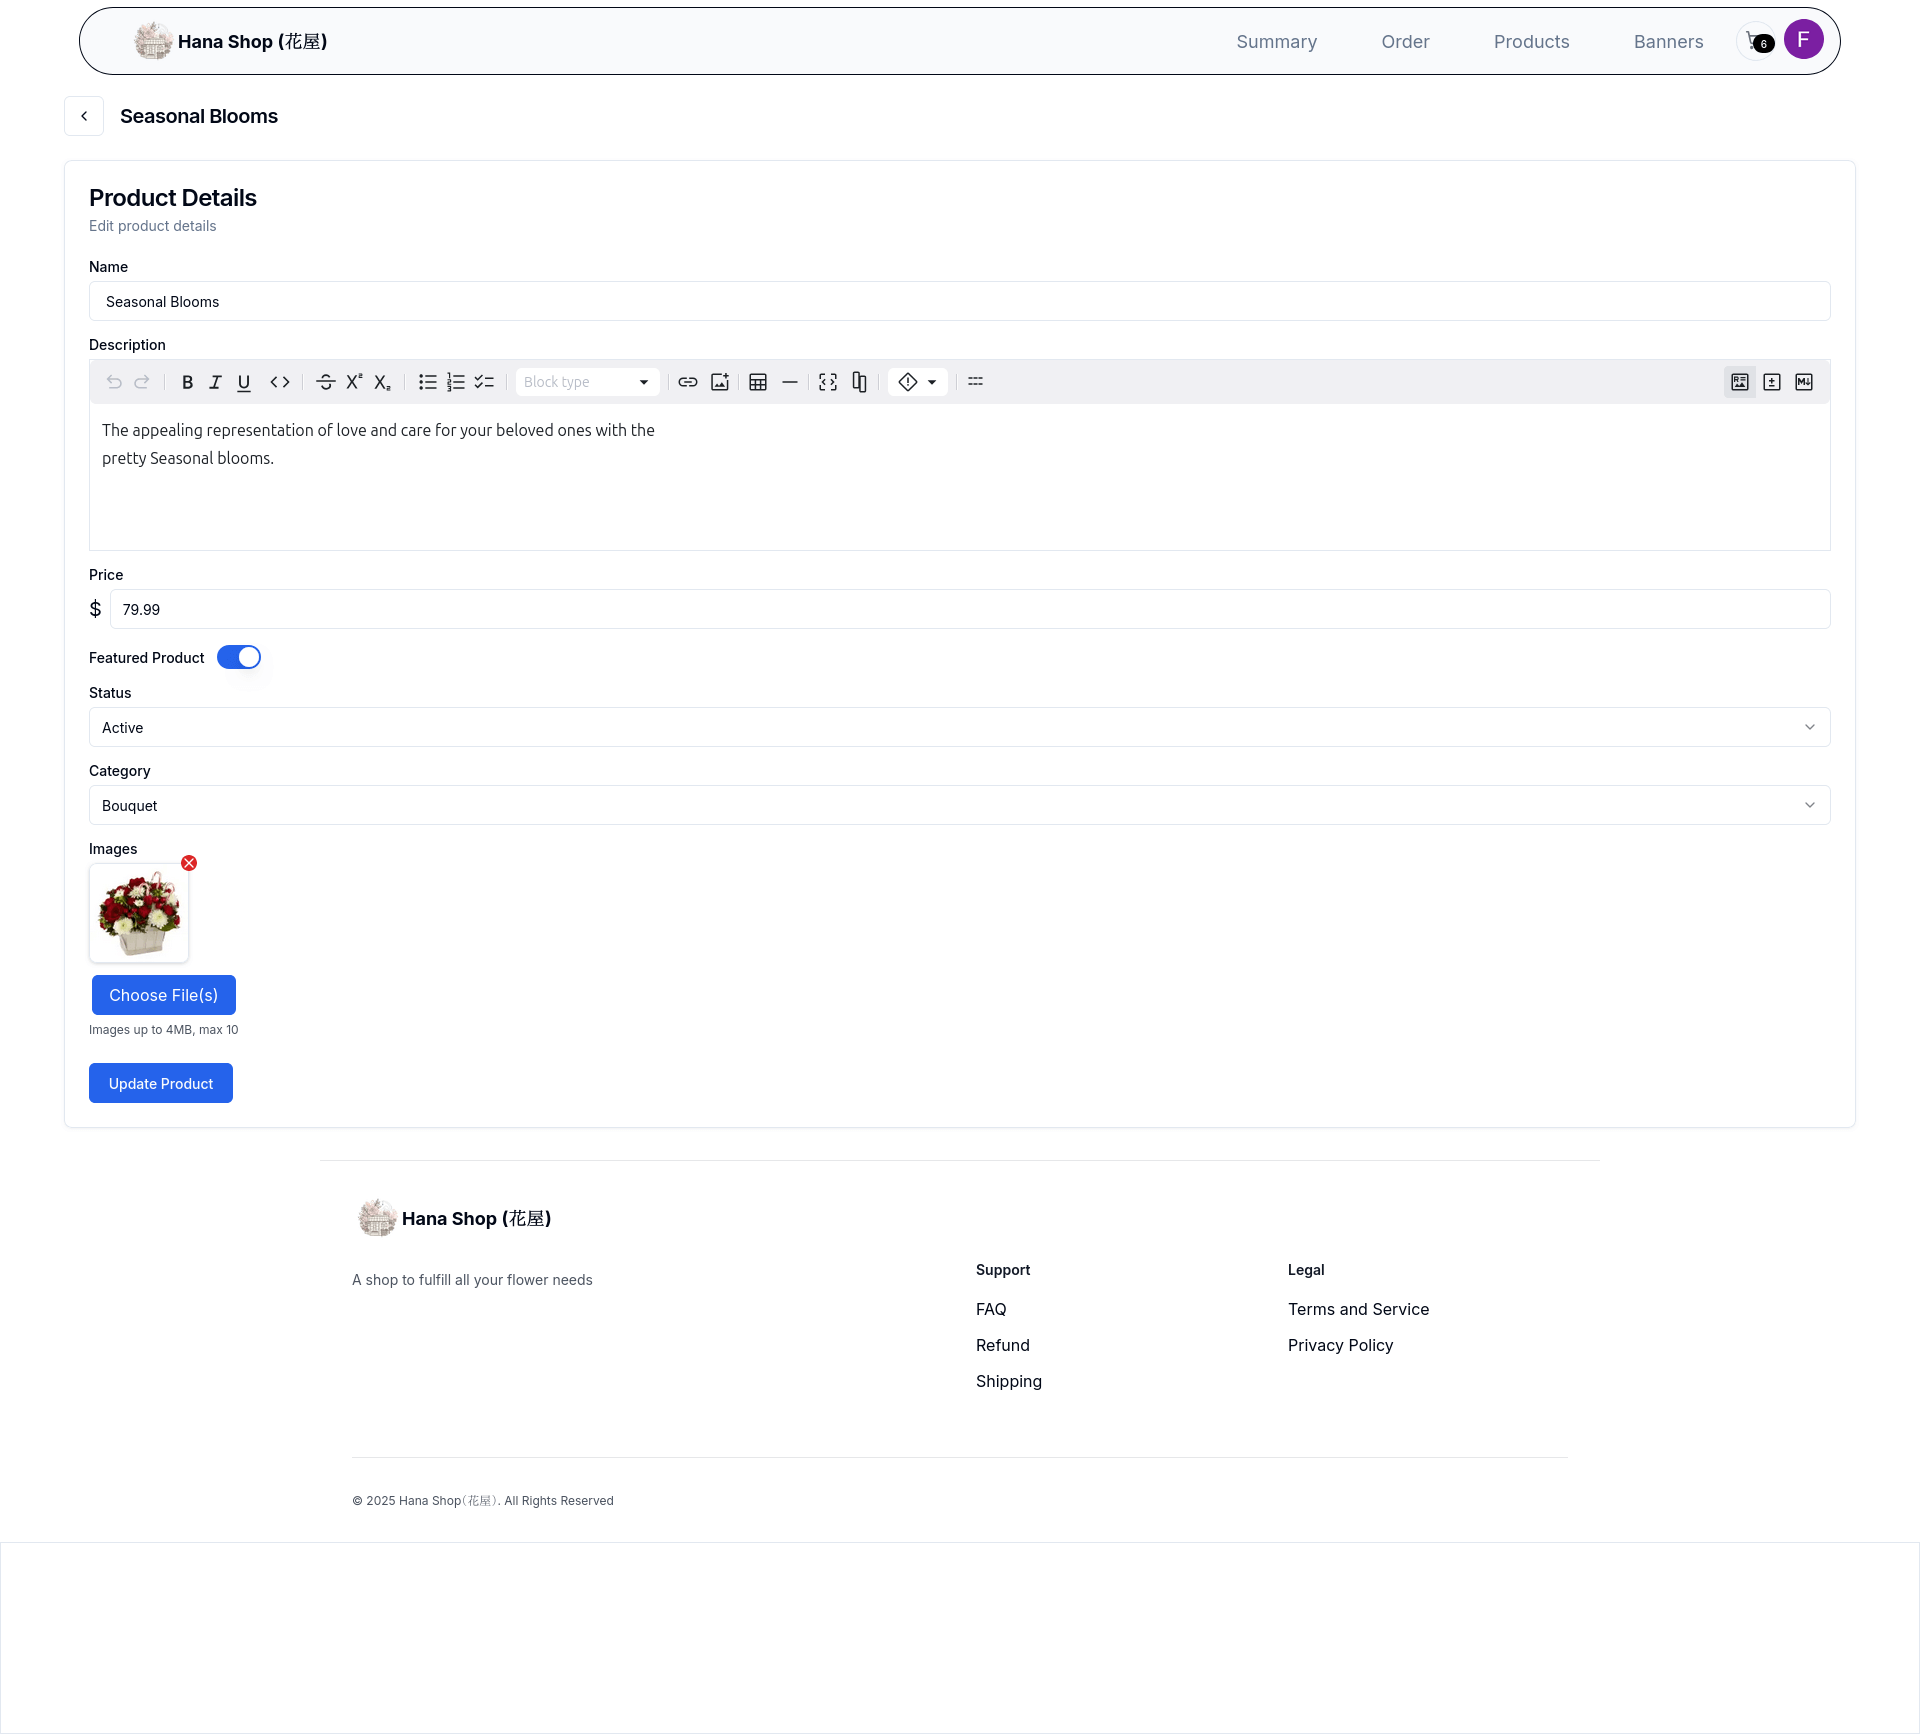 Hana Shop (花屋)
Summary
Order
Products
Banners
6
F
Seasonal Blooms
Product Details
Edit product details
Name
Seasonal Blooms
Description
Block type
The appealing representation of love and care for your beloved ones with the
pretty Seasonal blooms.
Price
$ 79.99
Featured Product
Status
Active
Category
Bouquet
Images
Choose File(s)
Images up to 4MB, max 10
Update Product
Hana Shop (花屋)
A shop to fulfill all your flower needs
Support
FAQ
Refund
Shipping
Legal
Terms and Service
Privacy Policy
© 2025 Hana Shop(花屋). All Rights Reserved